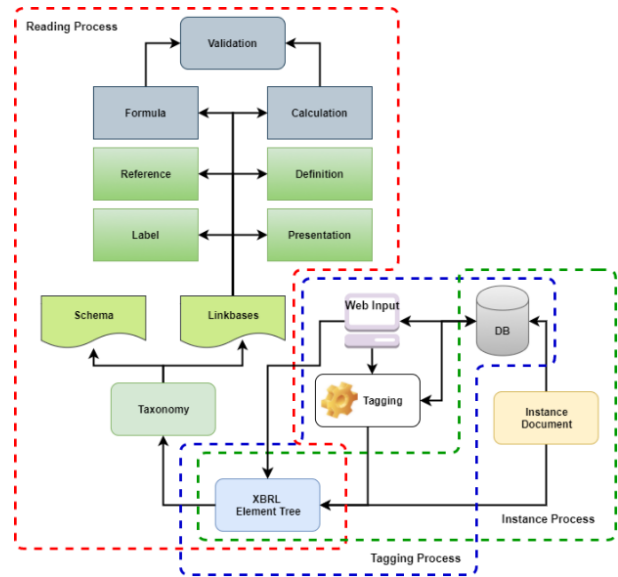 Reading Process
Validation
Formula
Calculation
Reference
Definition
Label
Presentation
Schema
Linkbases
Web Input
DB
Taxonomy
Tagging
Instance
Document
XBRL
Element Tree
Instance Process
Tagging Process